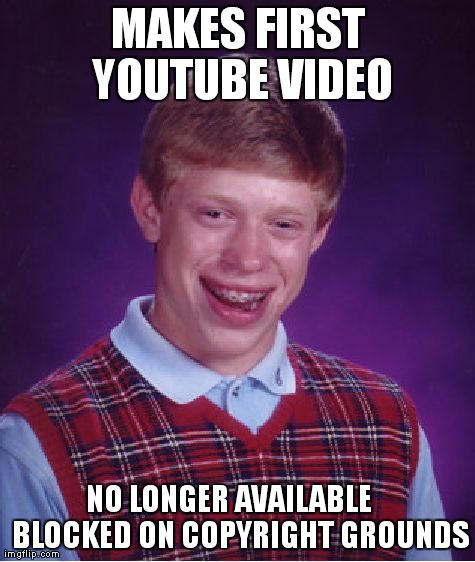 MAKES FIRST
YOUTUBE VIDEO
NO LONGER AVAILABLE
BLOCKED ON COPYRIGHT GROUNDS
imgflip.com